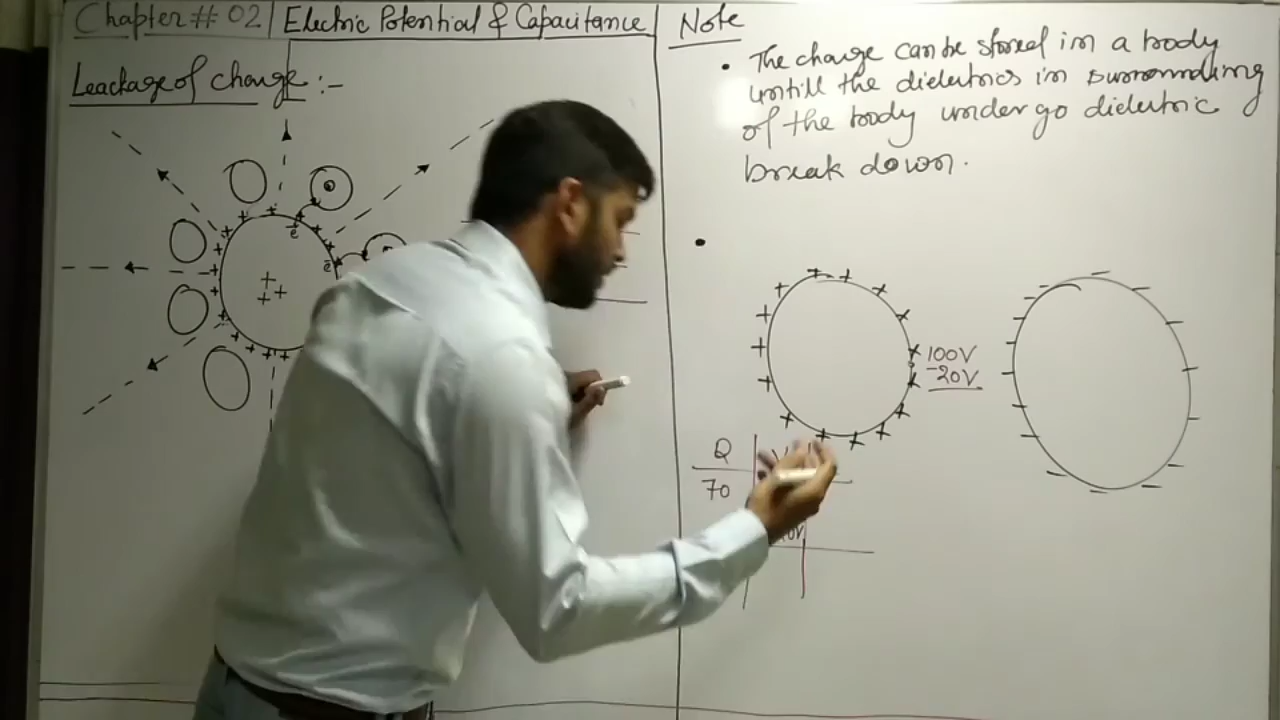 Chapter # 02 | Electric Potential & Capacitance
Leackage of charge :-
ē
ē
Note
• The charge can be stored in a body
untill the dielectrics in surrounding
of the body undergo dielectric
break down.
•
100V
-20V
Q V
70